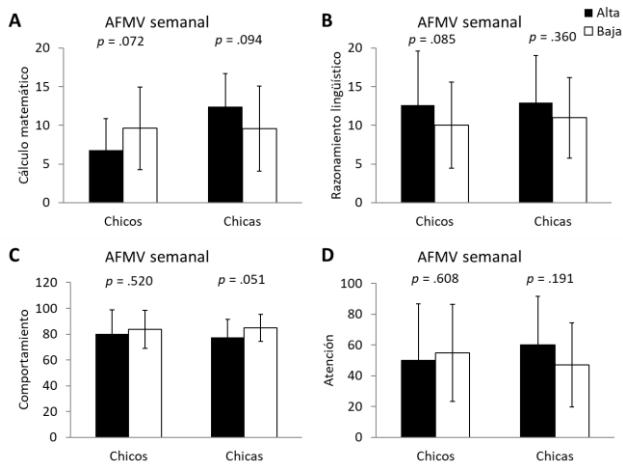 A
AFMV semanal
p = .072
p = .094
Cálculo matemático
20
15
10
5
0
Chicos
Chicas
B
AFMV semanal
Alta
Baja
p = .085
p = .360
Razonamiento lingüístico
20
15
10
5
0
Chicos
Chicas
C
AFMV semanal
p = .520
p = .051
Comportamiento
120
100
80
60
40
20
0
Chicos
Chicas
D
AFMV semanal
p = .608
p = .191
Atención
100
80
60
40
20
0
Chicos
Chicas